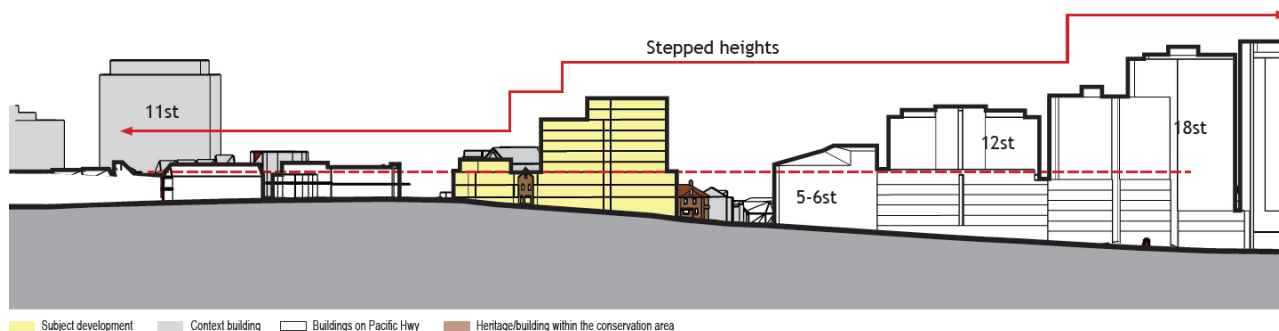 Stepped heights
11st
18st
12st
5-6st
Subject development
Context building
Buildings on Pacific Hwy
Heritage/building within the conservation area